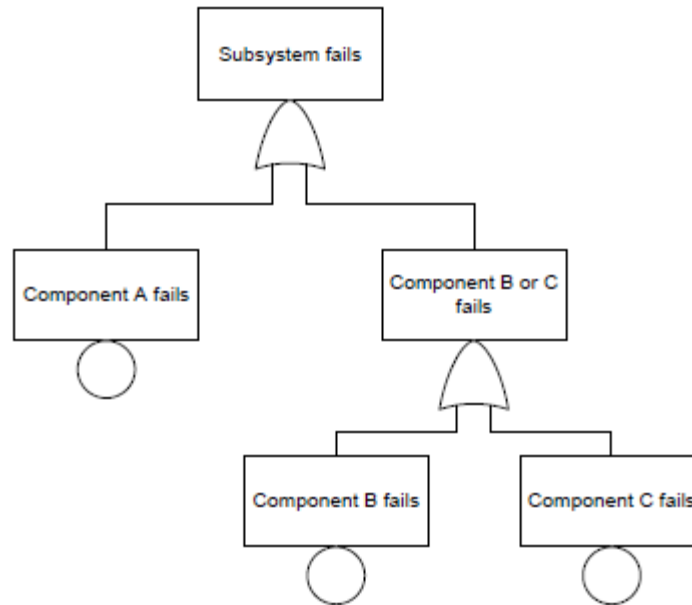 Subsystem fails
Component A fails
Component B or C
fails
Component B fails
Component C fails